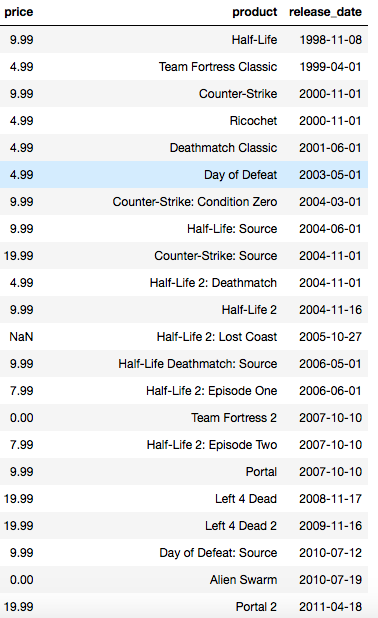 price product release_date
9.99 Half-Life 1998-11-08
4.99 Team Fortress Classic 1999-04-01
9.99 Counter-Strike 2000-11-01
4.99 Ricochet 2000-11-01
4.99 Deathmatch Classic 2001-06-01
4.99 Day of Defeat 2003-05-01
9.99 Counter-Strike: Condition Zero 2004-03-01
9.99 Half-Life: Source 2004-06-01
19.99 Counter-Strike: Source 2004-11-01
4.99 Half-Life 2: Deathmatch 2004-11-01
9.99 Half-Life 2 2004-11-16
NaN Half-Life 2: Lost Coast 2005-10-27
9.99 Half-Life Deathmatch: Source 2006-05-01
7.99 Half-Life 2: Episode One 2006-06-01
0.00 Team Fortress 2 2007-10-10
7.99 Half-Life 2: Episode Two 2007-10-10
9.99 Portal 2007-10-10
19.99 Left 4 Dead 2008-11-17
19.99 Left 4 Dead 2 2009-11-16
9.99 Day of Defeat: Source 2010-07-12
0.00 Alien Swarm 2010-07-19
19.99 Portal 2 2011-04-18